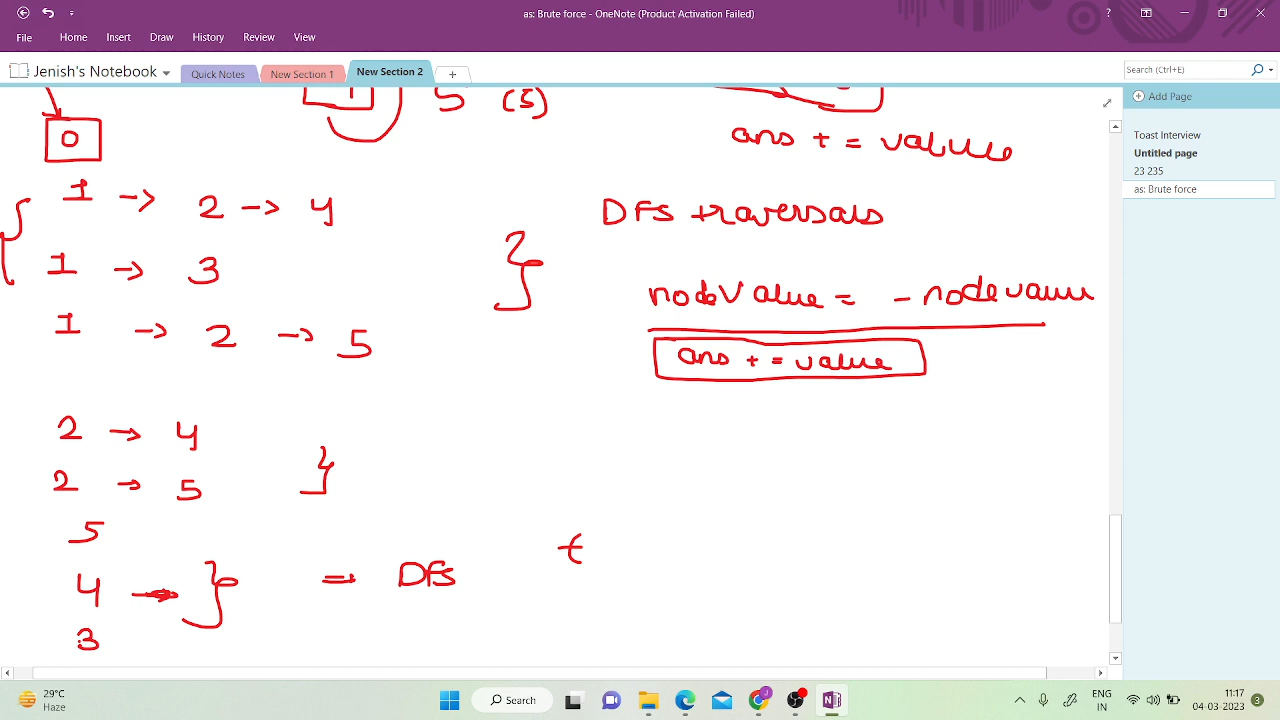 as: Brute force - OneNote (Product Activation Failed)
File Home Insert Draw History Review View
Jenish's Notebook Quick Notes New Section 1 New Section 2 +
Search (Ctrl+E)
Add Page
Toast Interview
Untitled page
23 235
as: Brute force
1 5 (5)
0
ans + = values
1 -> 2 -> 4
DFS traversals
1 -> 3
nodeValue = - nodevalue
1 -> 2 -> 5
ans + = value
2 -> 4
2 -> 5
5
4 -> = DFS
3
29°C
Haze
Search
ENG
IN
11:17
04-03-2023
3